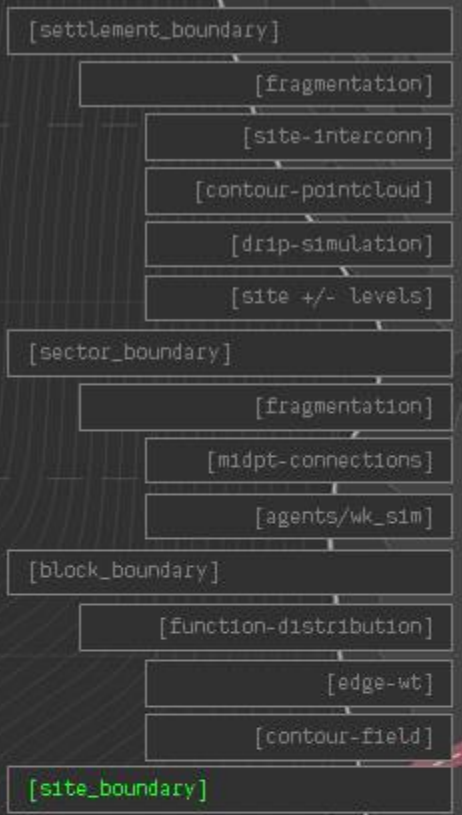 [settlement_boundary]
[fragmentation]
[site-interconn]
[contour-pointcloud]
[drip-simulation]
[site +/- levels]
[sector_boundary]
[fragmentation]
[midpt-connections]
[agents/wk_sim]
[block_boundary]
[function-distribution]
[edge-wt]
[contour-field]
[site_boundary]